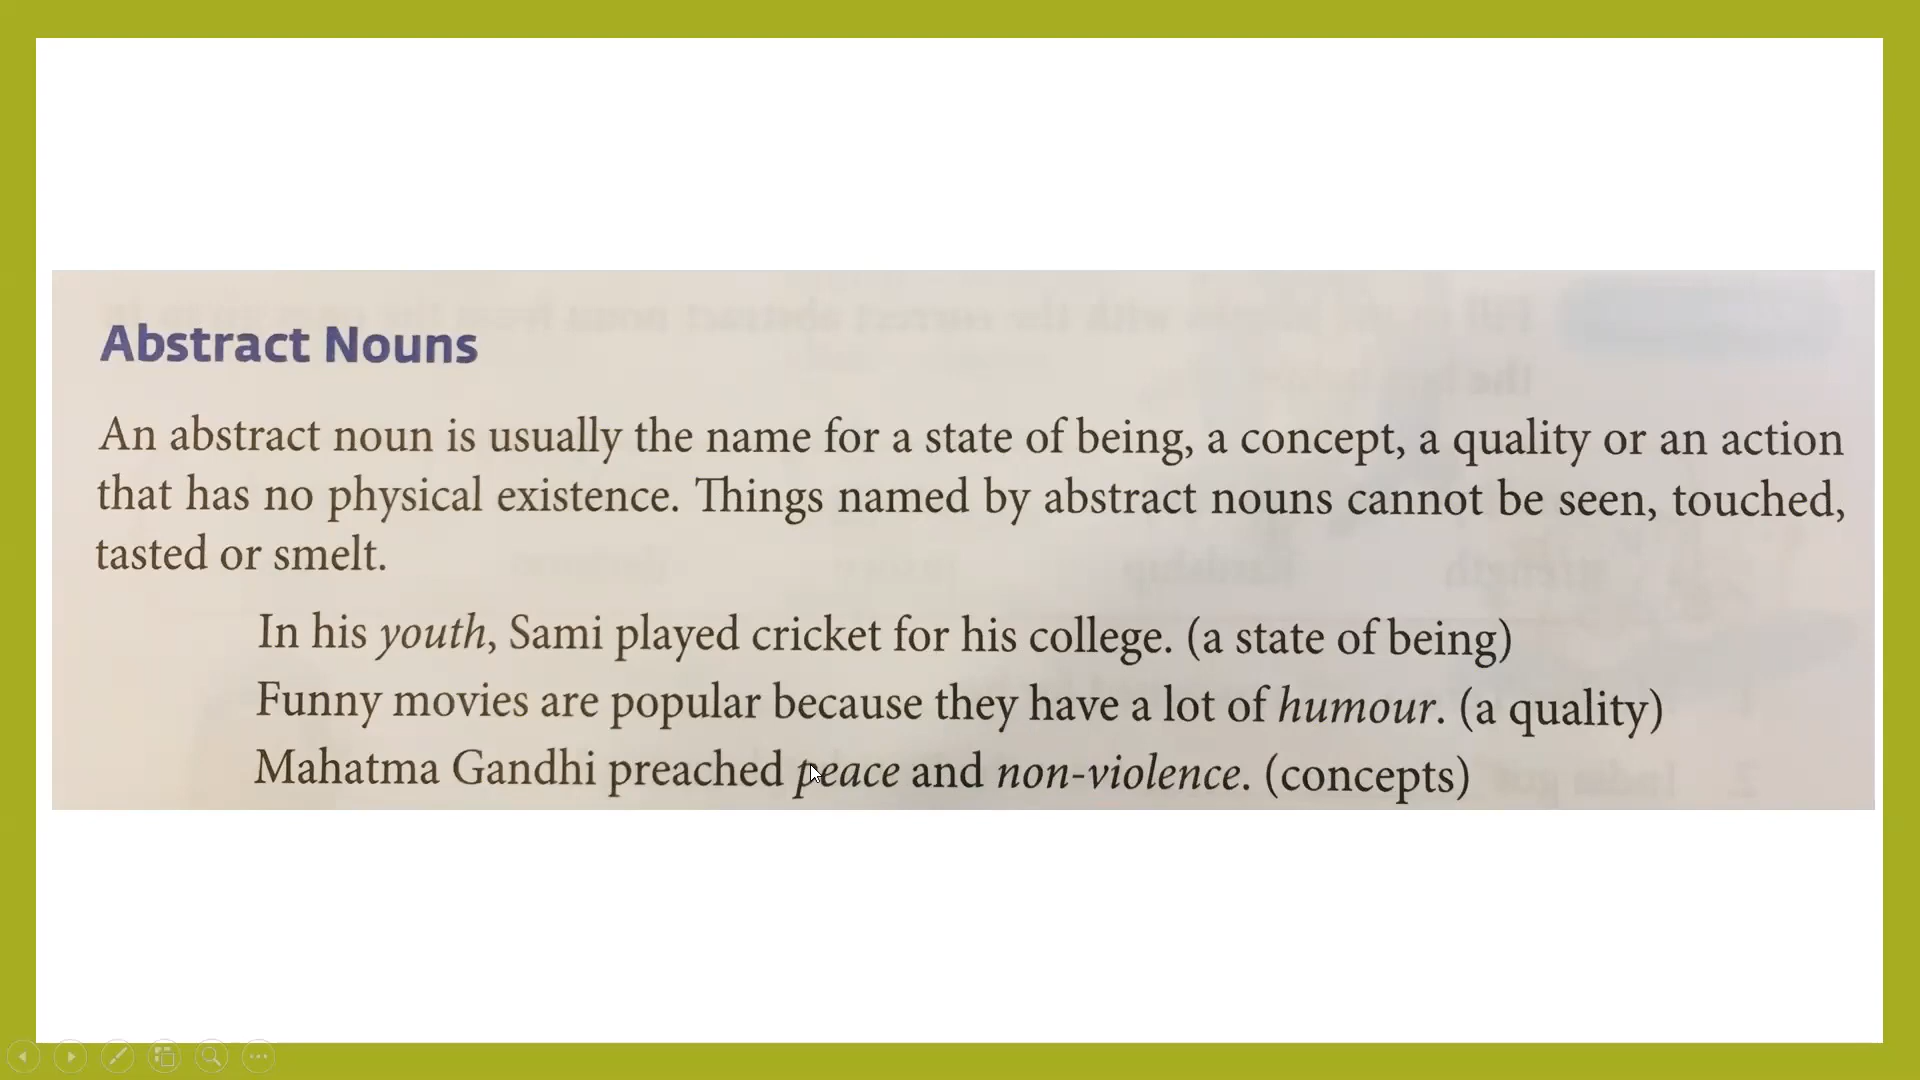 Abstract Nouns
An abstract noun is usually the name for a state of being, a concept, a quality or an action
that has no physical existence. Things named by abstract nouns cannot be seen, touched,
tasted or smelt.
In his youth, Sami played cricket for his college. (a state of being)
Funny movies are popular because they have a lot of humour. (a quality)
Mahatma Gandhi preached peace and non-violence. (concepts)